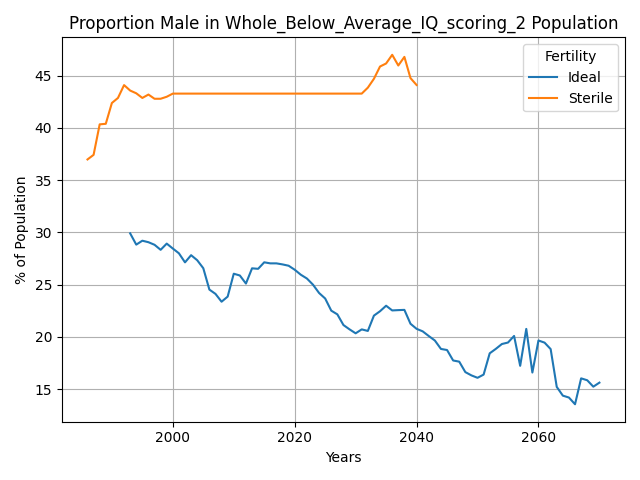 Proportion Male in Whole_Below_Average_IQ_scoring_2 Population
Fertility
Ideal
Sterile
% of Population
45
40
35
30
25
20
15
2000
2020
2040
2060
Years